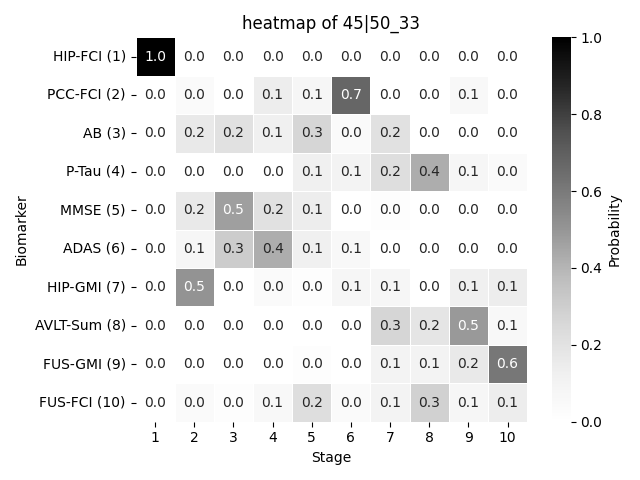 heatmap of 45|50_33
HIP-FCI (1) 1.0 0.0 0.0 0.0 0.0 0.0 0.0 0.0 0.0 0.0
PCC-FCI (2) 0.0 0.0 0.0 0.1 0.1 0.7 0.0 0.0 0.1 0.0
AB (3) 0.0 0.2 0.2 0.1 0.3 0.0 0.2 0.0 0.0 0.0
P-Tau (4) 0.0 0.0 0.0 0.0 0.1 0.1 0.2 0.4 0.1 0.0
MMSE (5) 0.0 0.2 0.5 0.2 0.1 0.0 0.0 0.0 0.0 0.0
ADAS (6) 0.0 0.1 0.3 0.4 0.1 0.1 0.0 0.0 0.0 0.0
HIP-GMI (7) 0.0 0.5 0.0 0.0 0.0 0.1 0.1 0.0 0.1 0.1
AVLT-Sum (8) 0.0 0.0 0.0 0.0 0.0 0.0 0.3 0.2 0.5 0.1
FUS-GMI (9) 0.0 0.0 0.0 0.0 0.0 0.0 0.1 0.1 0.2 0.6
FUS-FCI (10) 0.0 0.0 0.0 0.1 0.2 0.0 0.1 0.3 0.1 0.1
1 2 3 4 5 6 7 8 9 10
Stage
Biomarker
1.0
0.8
0.6
0.4
0.2
0.0
Probability